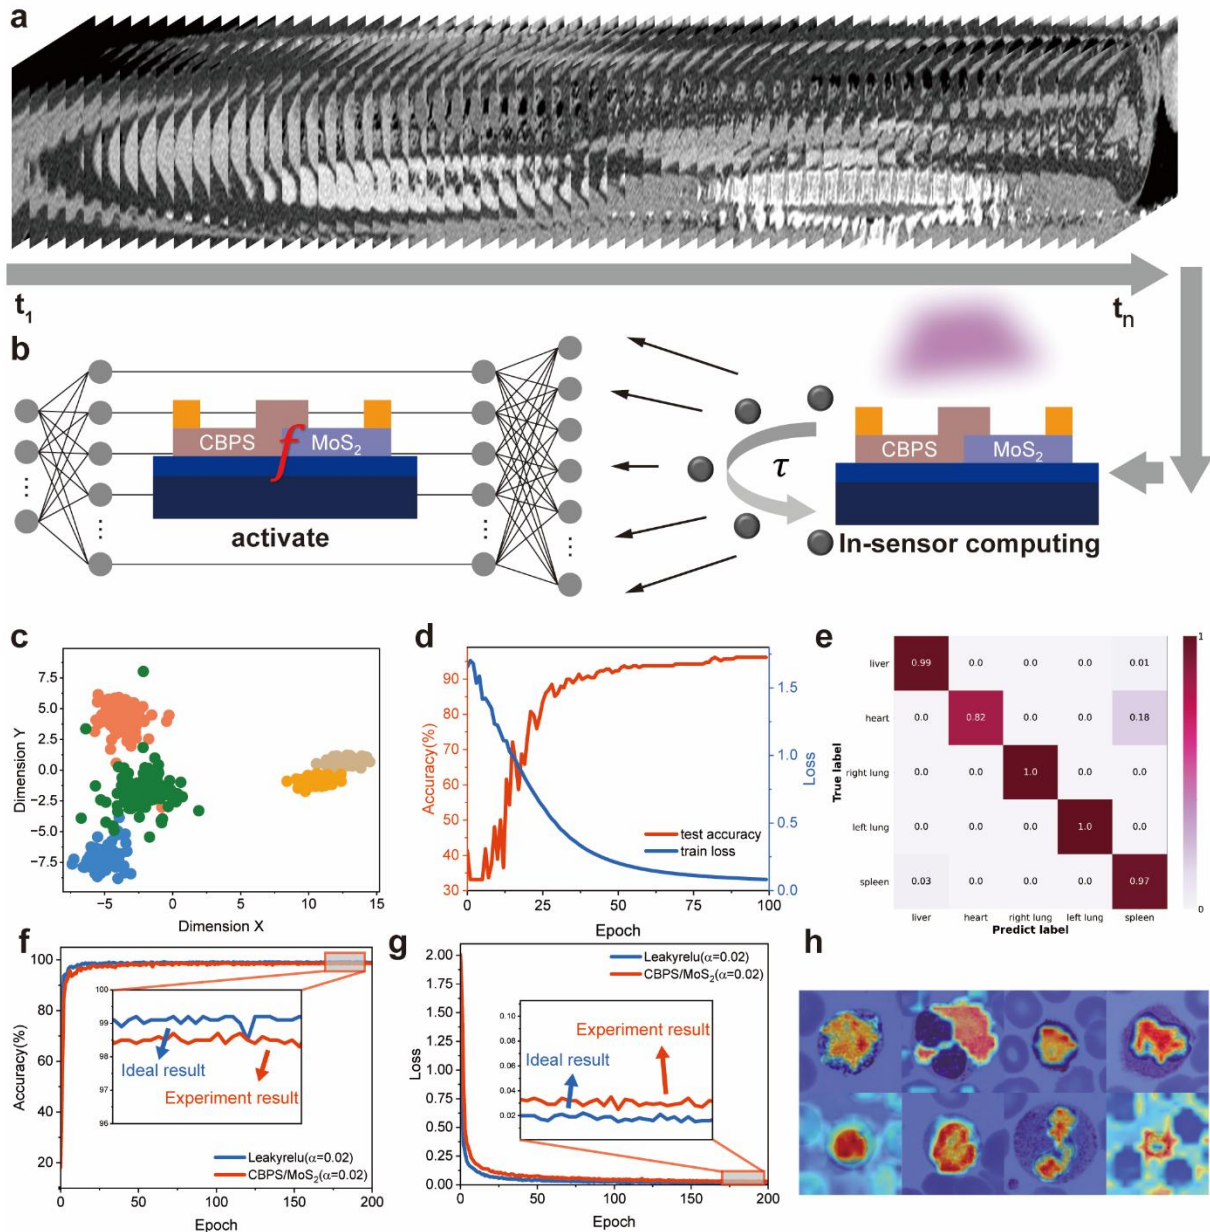 a
t₁
tₙ
b
CBPS
f
MoS₂
activate
τ
CBPS
MoS₂
In-sensor computing
c
Dimension Y
7.5
5.0
2.5
0.0
−2.5
−5.0
−7.5
−5
0
5
10
15
Dimension X
d
Accuracy(%)
90
80
70
60
50
40
30
1.5
1.0
0.5
0.0
Loss
test accuracy
train loss
0
25
50
75
100
Epoch
e
True label
liver
0.99
0.0
0.0
0.0
0.01
heart
0.0
0.82
0.0
0.0
0.18
right lung
0.0
0.0
1.0
0.0
0.0
left lung
0.0
0.0
0.0
1.0
0.0
spleen
0.03
0.0
0.0
0.0
0.97
liver
heart
right lung
left lung
spleen
Predict label
1
0
f
Accuracy(%)
100
80
60
40
20
100
99
98
97
96
Ideal result
Experiment result
Leakyrelu(α=0.02)
CBPS/MoS₂(α=0.02)
0
50
100
150
200
Epoch
g
Loss
2.00
1.75
1.50
1.25
1.00
0.75
0.50
0.25
0.00
Leakyrelu(α=0.02)
CBPS/MoS₂(α=0.02)
0.10
0.08
0.06
0.04
0.02
Experiment result
Ideal result
0
50
100
150
200
Epoch
h